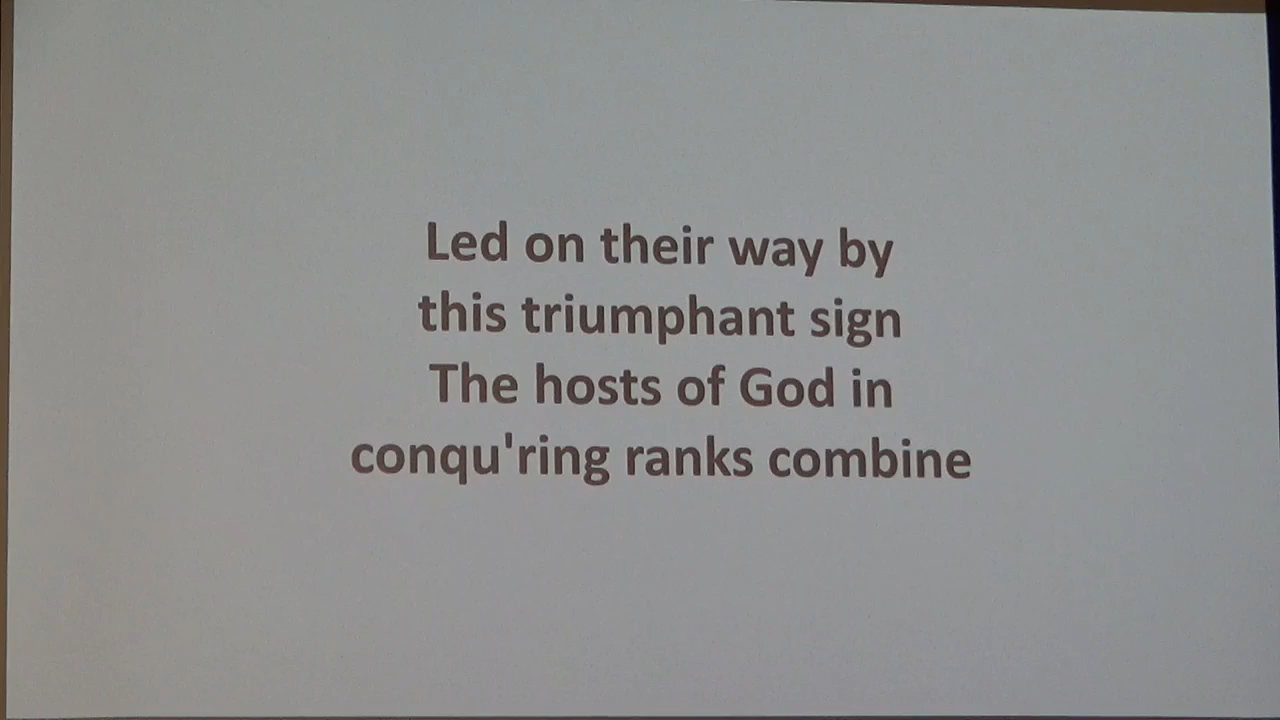 Led on their way by
this triumphant sign
The hosts of God in
conqu'ring ranks combine